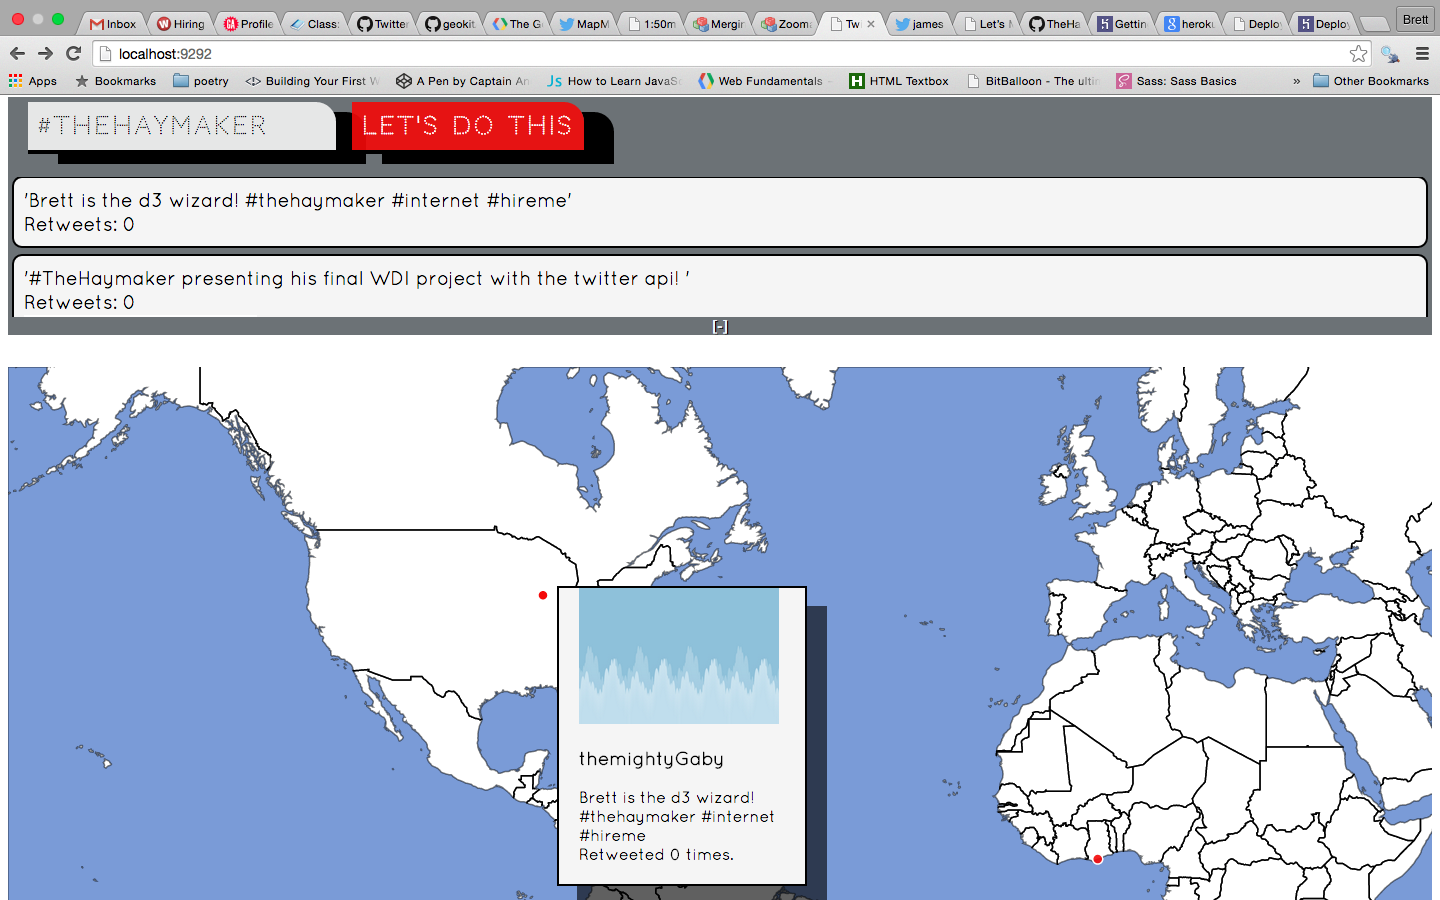 Inbox
Hiring
Profile
Class:
Twitter
geokit
The G
MapM
1:50m
Mergin
Zooma
Twi
james
Let's M
TheHa
Gettin
heroku
Deploy
Deploy
Brett
localhost:9292
Apps
Bookmarks
poetry
Building Your First W
A Pen by Captain An
How to Learn JavaSc
Web Fundamentals -
HTML Textbox
BitBalloon - The ultin
Sass: Sass Basics
»
Other Bookmarks
#THEHAYMAKER
LET'S DO THIS
'Brett is the d3 wizard! #thehaymaker #internet #hireme'
Retweets: 0
'#TheHaymaker presenting his final WDI project with the twitter api! '
Retweets: 0
[-]
themightyGaby
Brett is the d3 wizard!
#thehaymaker #internet
#hireme
Retweeted 0 times.